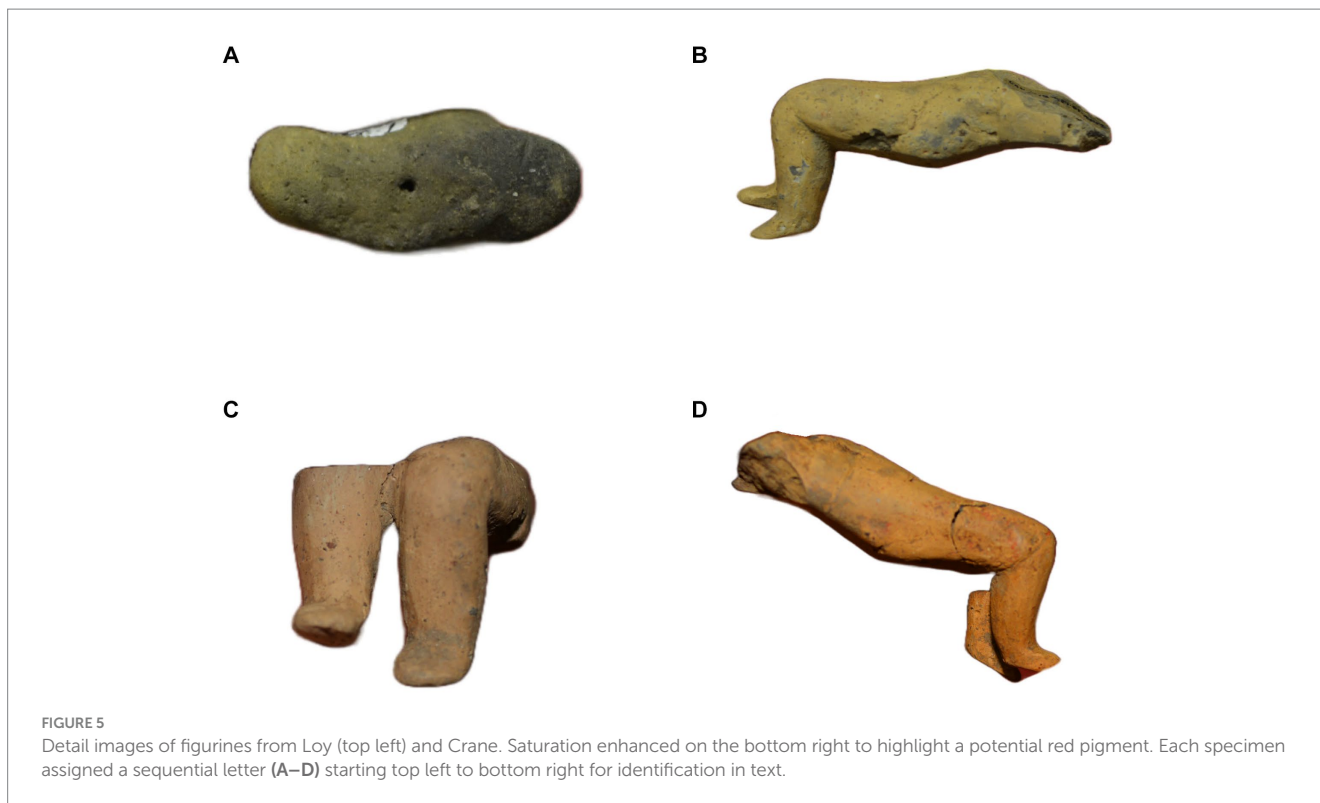 A
B
C
D
FIGURE 5
Detail images of figurines from Loy (top left) and Crane. Saturation enhanced on the bottom right to highlight a potential red pigment. Each specimen
assigned a sequential letter (A–D) starting top left to bottom right for identification in text.